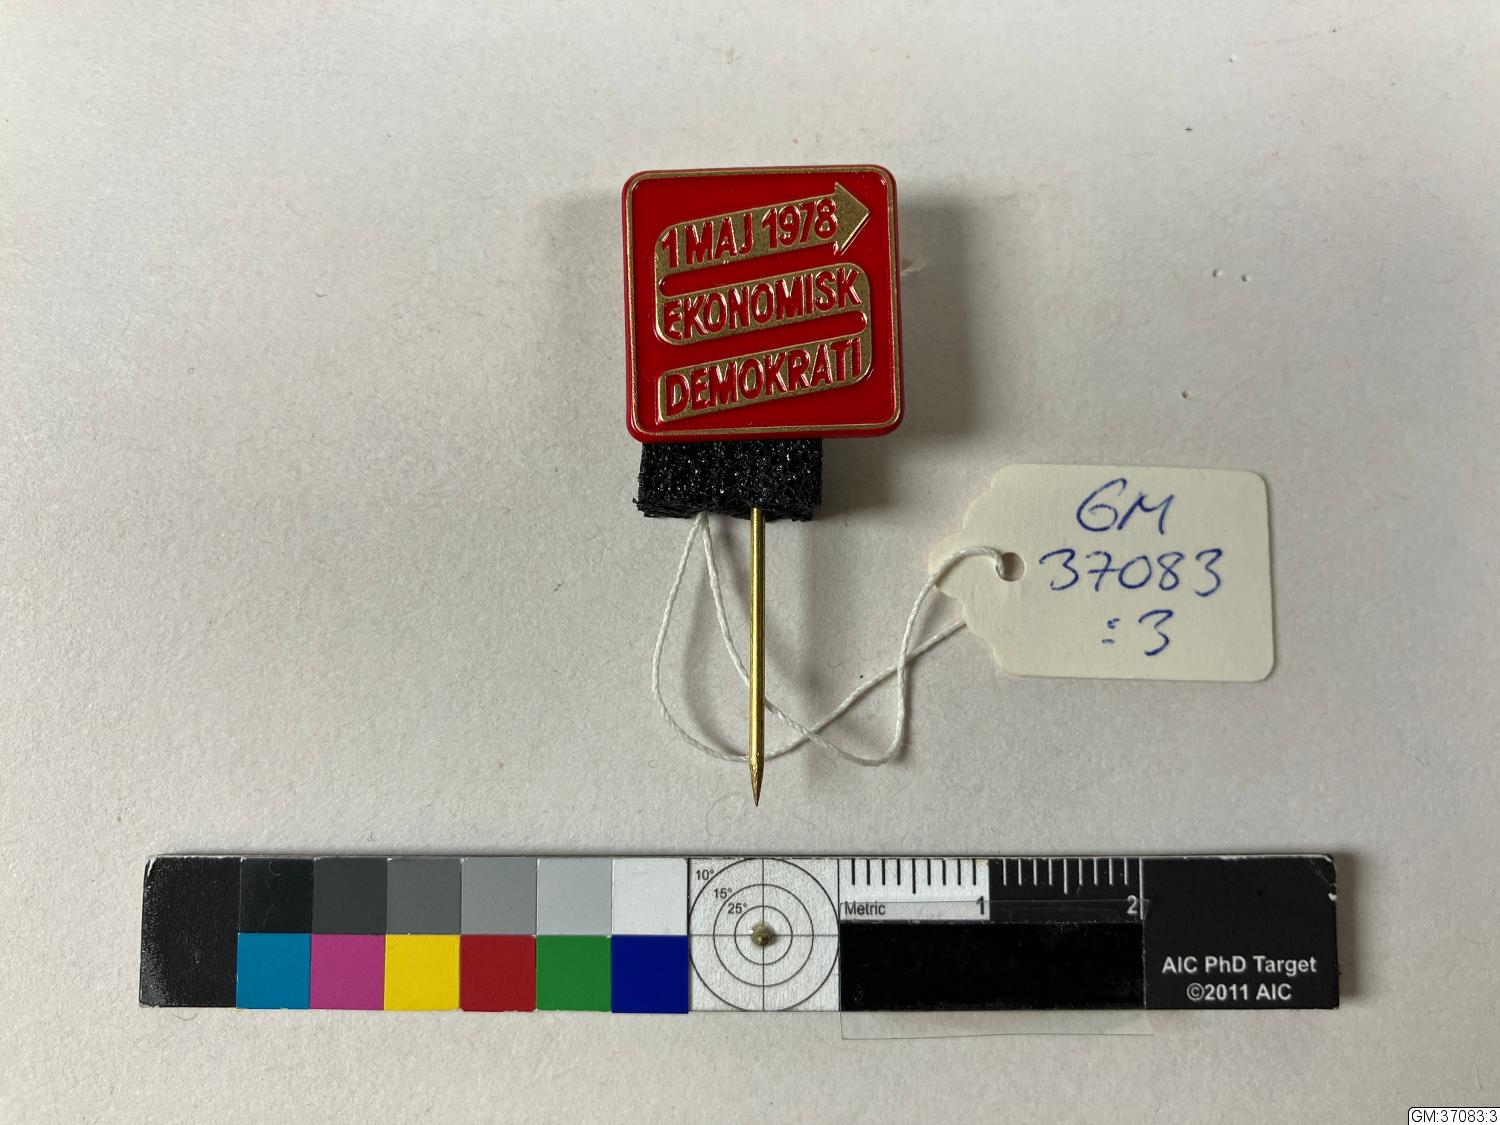 1 MAJ 1978
EKONOMISK
DEMOKRATI
GM
37083
:3
10°
15°
25°
Metric
1
2
AIC PhD Target
©2011 AIC
GM:37083:3